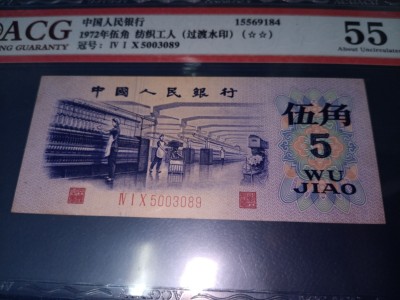 ACG
中国人民银行 15569184
1972年伍角 纺织工人（过渡水印）（☆☆） 55
NG GUARANTY 冠号：IV I X 5003089 About Uncirculated
中國人民銀行
伍角
5
WU
JIAO
IV I X 5003089